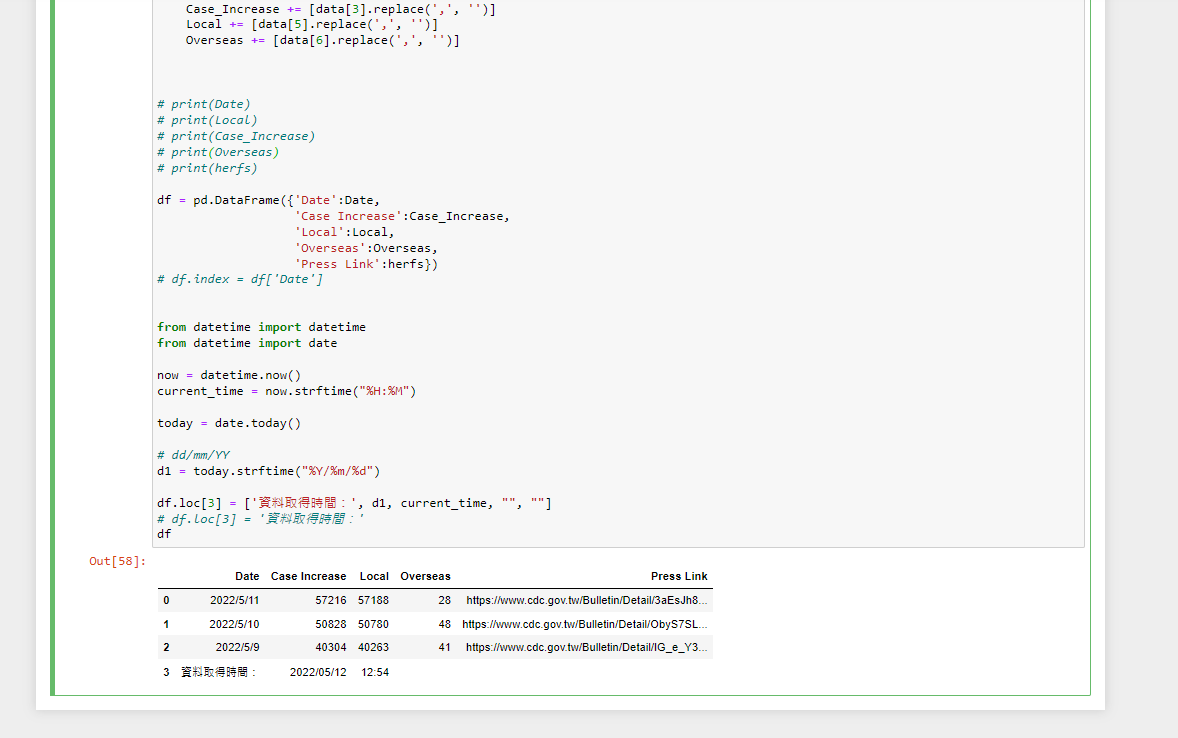 Case_Increase += [data[3].replace(',', '')]
Local += [data[5].replace(',', '')]
Overseas += [data[6].replace(',', '')]
# print(Date)
# print(Local)
# print(Case_Increase)
# print(Overseas)
# print(herfs)
df = pd.DataFrame({'Date':Date,
'Case Increase':Case_Increase,
'Local':Local,
'Overseas':Overseas,
'Press Link':herfs})
# df.index = df['Date']
from datetime import datetime
from datetime import date
now = datetime.now()
current_time = now.strftime("%H:%M")
today = date.today()
# dd/mm/YY
d1 = today.strftime("%Y/%m/%d")
df.loc[3] = ['資料取得時間：', d1, current_time, "", ""]
# df.loc[3] = '資料取得時間：'
df
Out[58]:
Date Case Increase Local Overseas Press Link
0 2022/5/11 57216 57188 28 https://www.cdc.gov.tw/Bulletin/Detail/3aEsJh8...
1 2022/5/10 50828 50780 48 https://www.cdc.gov.tw/Bulletin/Detail/ObyS7SL...
2 2022/5/9 40304 40263 41 https://www.cdc.gov.tw/Bulletin/Detail/IG_e_Y3...
3 資料取得時間： 2022/05/12 12:54